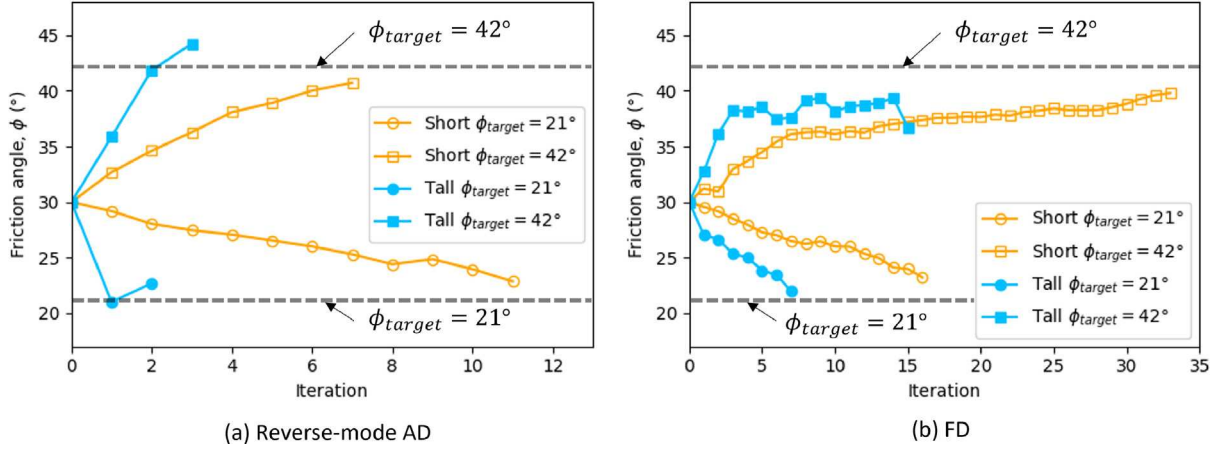 45
40
35
30
25
20
Friction angle, ϕ (°)
ϕtarget = 42°
Short ϕtarget = 21°
Short ϕtarget = 42°
Tall ϕtarget = 21°
Tall ϕtarget = 42°
ϕtarget = 21°
0 2 4 6 8 10 12
Iteration
(a) Reverse-mode AD
45
40
35
30
25
20
Friction angle, ϕ (°)
ϕtarget = 42°
Short ϕtarget = 21°
Short ϕtarget = 42°
Tall ϕtarget = 21°
Tall ϕtarget = 42°
ϕtarget = 21°
0 5 10 15 20 25 30 35
Iteration
(b) FD